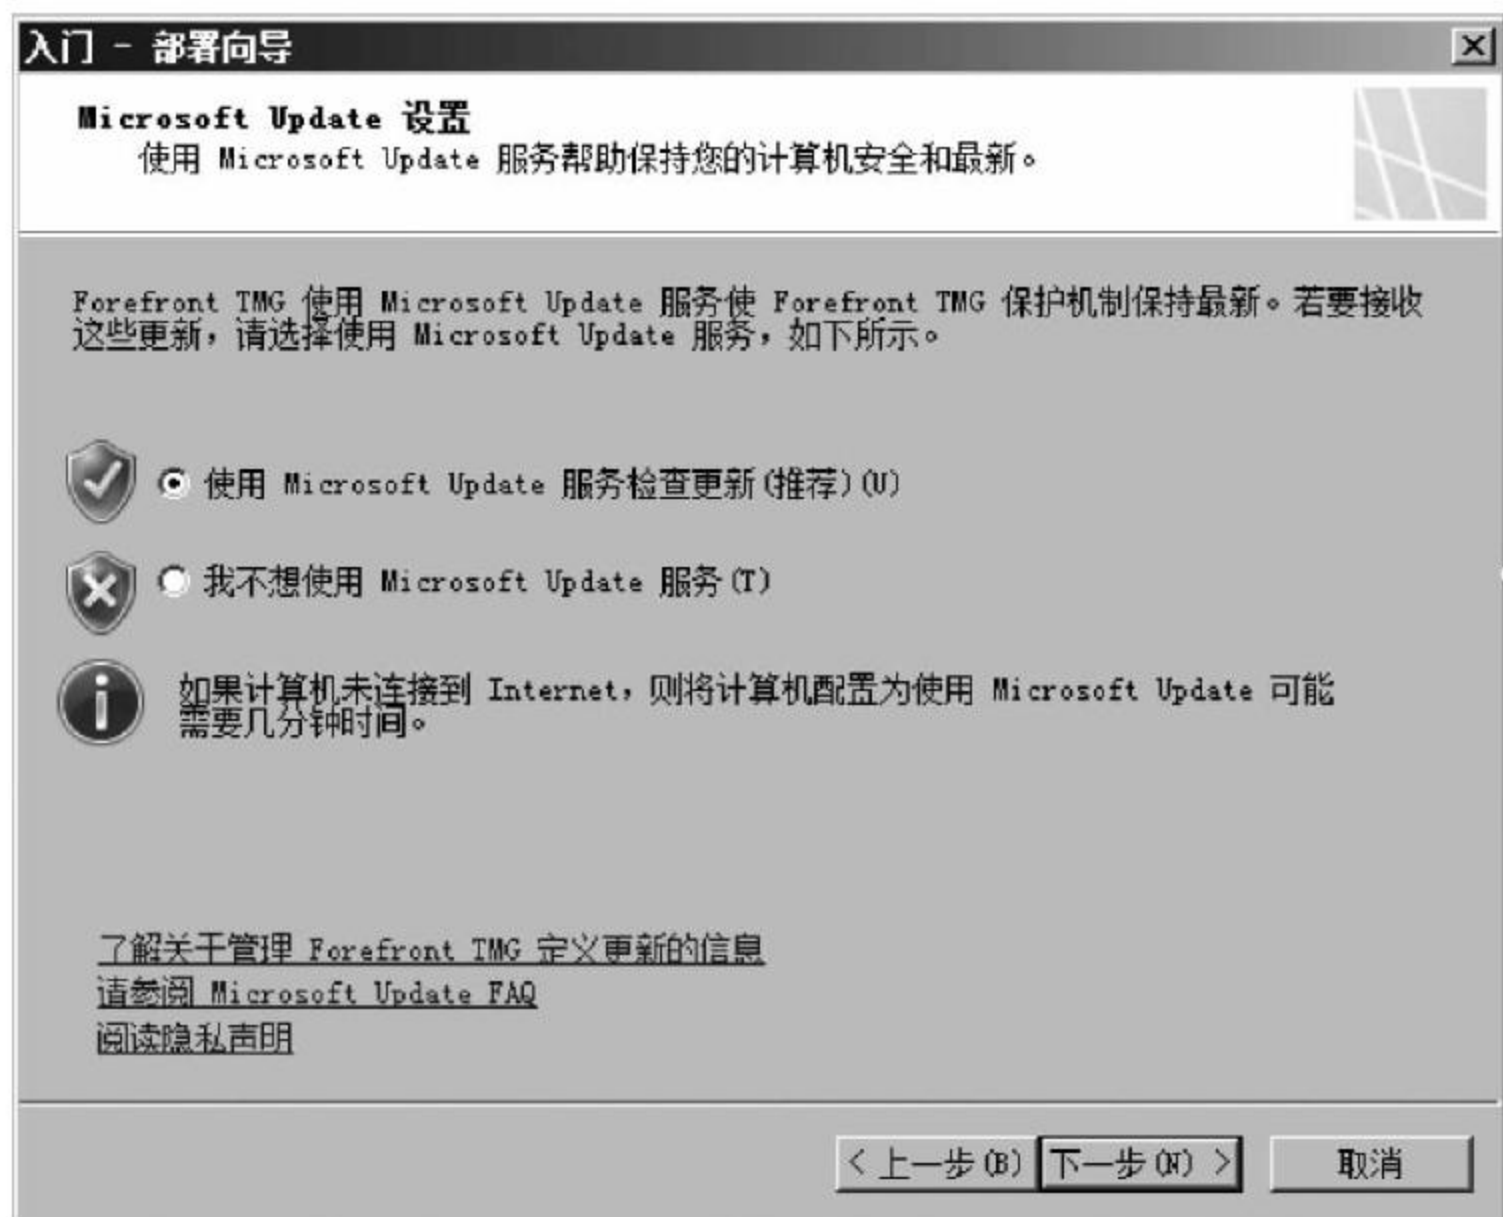 入门 - 部署向导
Microsoft Update 设置
使用 Microsoft Update 服务帮助保持您的计算机安全和最新。
Forefront TMG 使用 Microsoft Update 服务使 Forefront TMG 保护机制保持最新。若要接收
这些更新，请选择使用 Microsoft Update 服务，如下所示。
使用 Microsoft Update 服务检查更新(推荐)(U)
我不想使用 Microsoft Update 服务(T)
如果计算机未连接到 Internet，则将计算机配置为使用 Microsoft Update 可能
需要几分钟时间。
了解关于管理 Forefront TMG 定义更新的信息
请参阅 Microsoft Update FAQ
阅读隐私声明
< 上一步(B) 下一步(N) > 取消